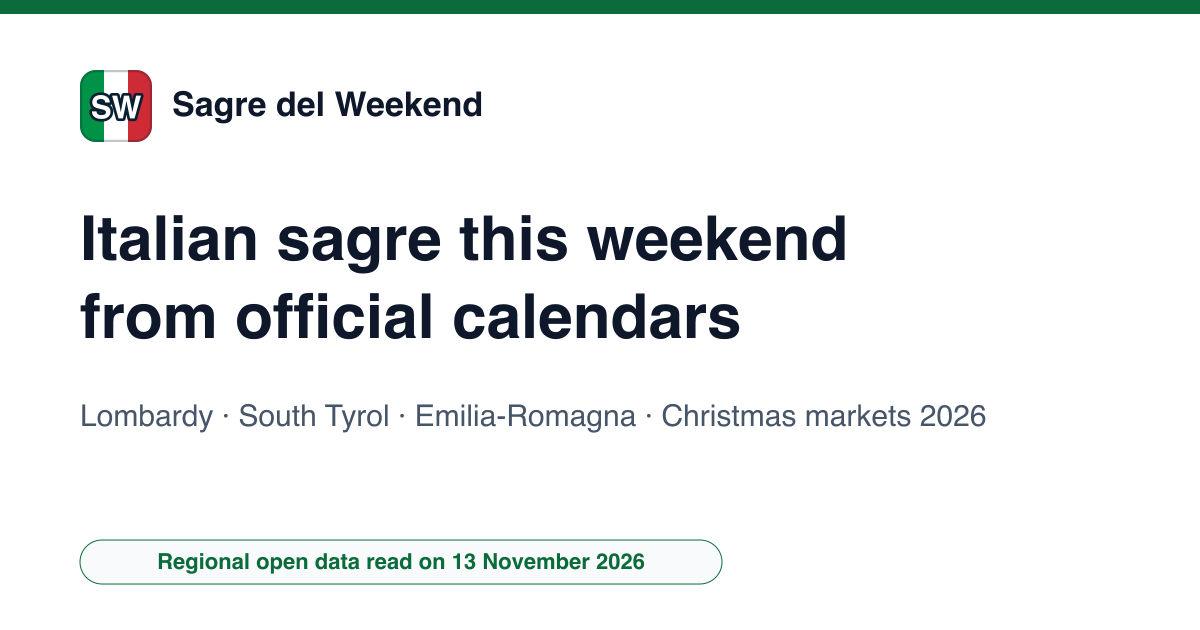 SW
Sagre del Weekend
Italian sagre this weekend
from official calendars
Lombardy · South Tyrol · Emilia-Romagna · Christmas markets 2026
Regional open data read on 13 November 2026